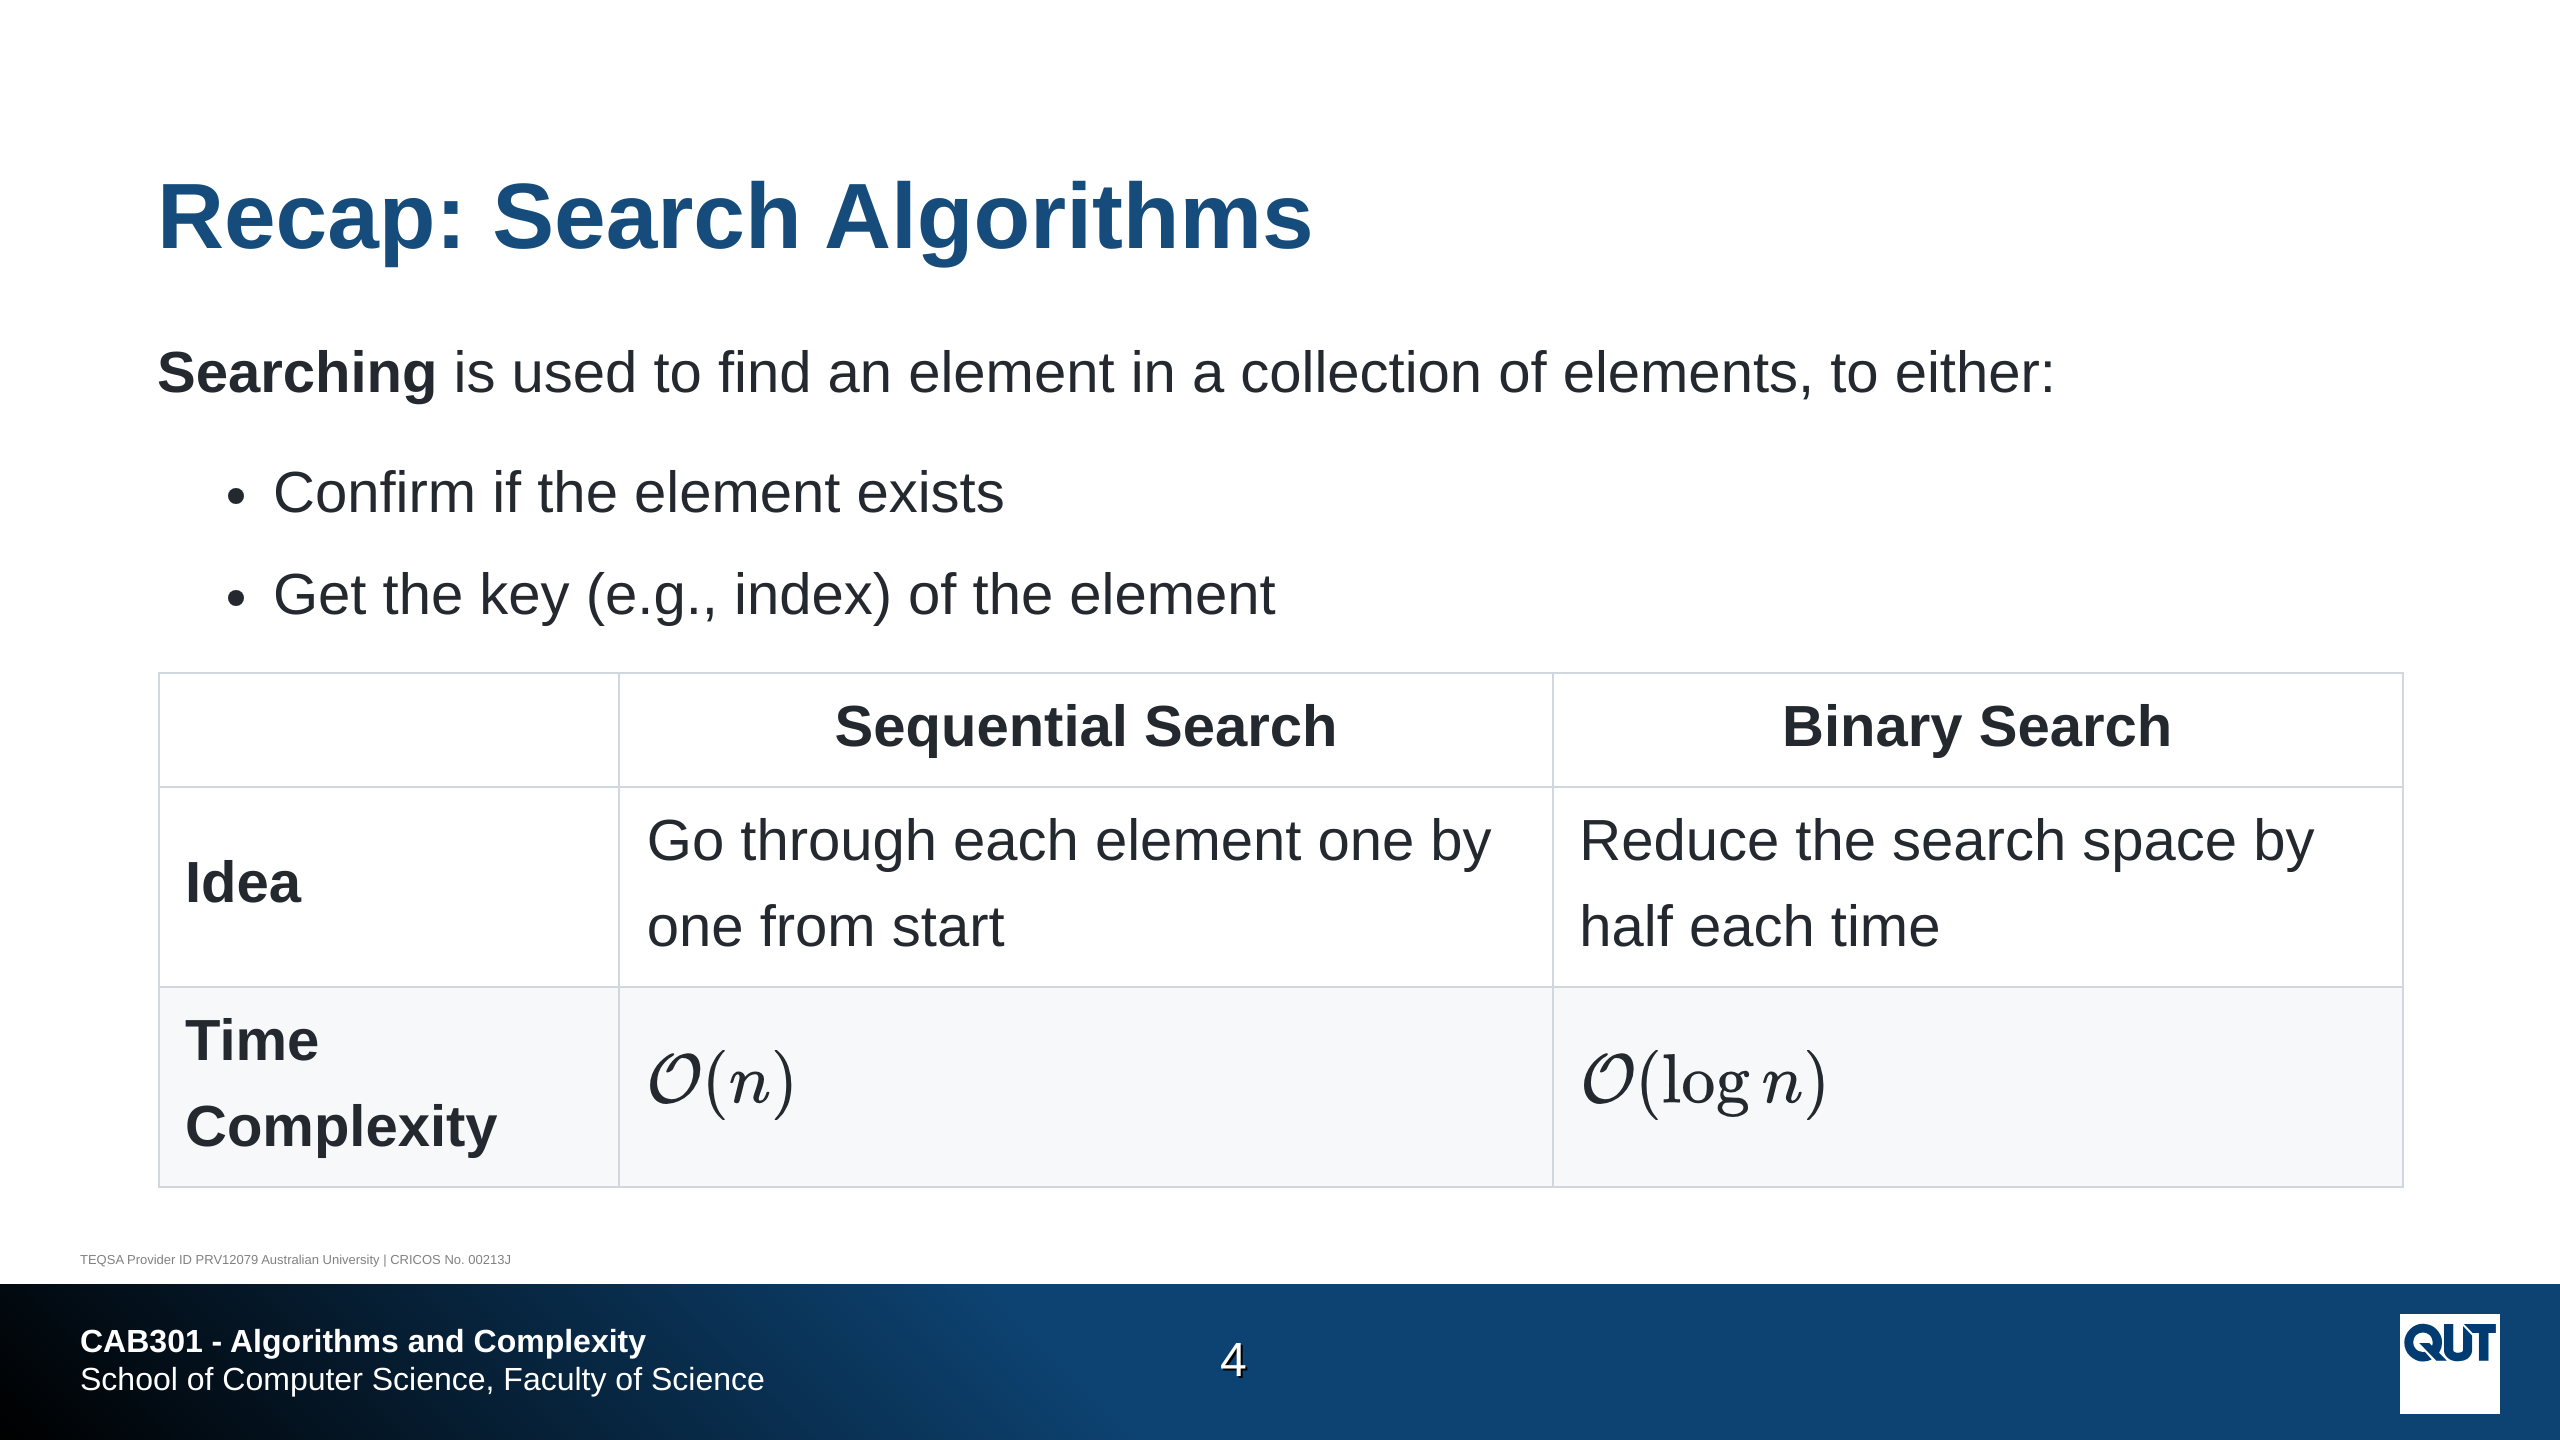 Recap: Search Algorithms
Searching is used to find an element in a collection of elements, to either:
• Confirm if the element exists
• Get the key (e.g., index) of the element
Sequential Search
Binary Search
Idea
Go through each element one by
one from start
Reduce the search space by
half each time
Time
Complexity
𝒪(n)
𝒪(log n)
TEQSA Provider ID PRV12079 Australian University | CRICOS No. 00213J
CAB301 - Algorithms and Complexity
School of Computer Science, Faculty of Science
4
QUT